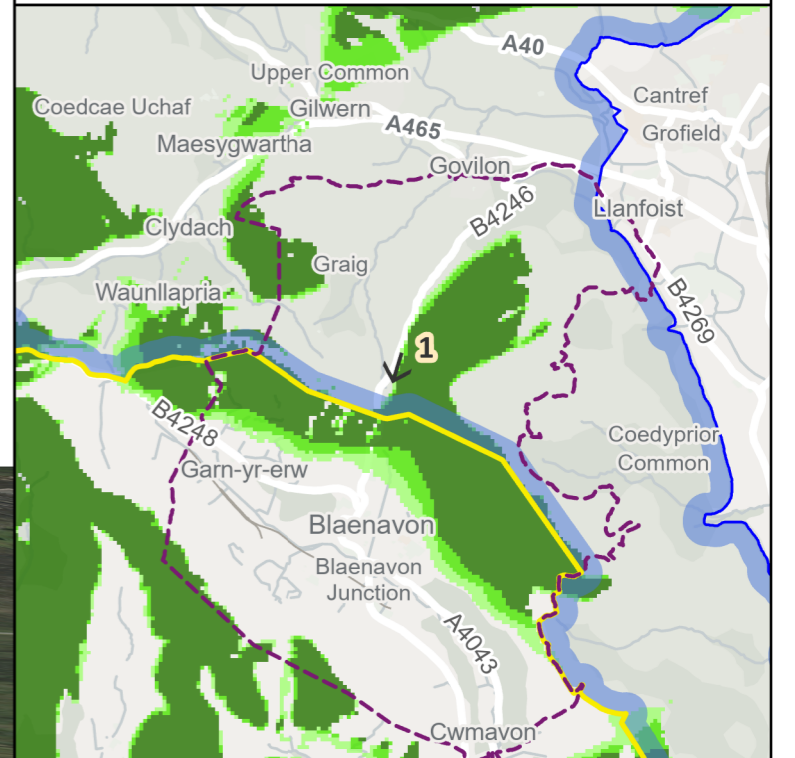 A40
Upper Common
Cantref
Coedcae Uchaf
Gilwern
A465
Grofield
Maesygwartha
Govilon
B4246
Llanfoist
Clydach
Graig
Waunllapria
B4269
1
B4248
Coedyprior
Common
Garn-yr-erw
Blaenavon
Blaenavon
Junction
A4043
Cwmavon